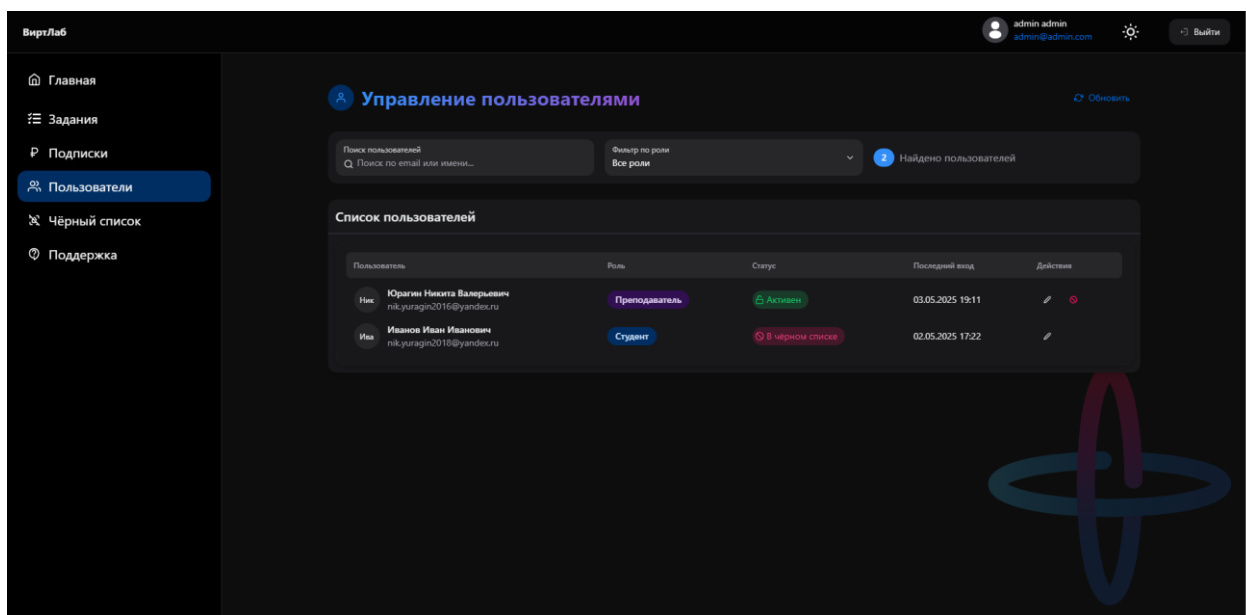 ВиртЛаб
admin admin
admin@admin.com
Выйти
Главная
Задания
Подписки
Пользователи
Чёрный список
Поддержка
Управление пользователями
Обновить
Поиск пользователей
Поиск по email или имени...
Фильтр по роли
Все роли
2 Найдено пользователей
Список пользователей
Пользователь Роль Статус Последний вход Действия
Ник Юрагин Никита Валерьевич Преподаватель Активен 03.05.2025 19:11
nik.yuragin2016@yandex.ru
Ива Иванов Иван Иванович Студент В чёрном списке 02.05.2025 17:22
nik.yuragin2018@yandex.ru